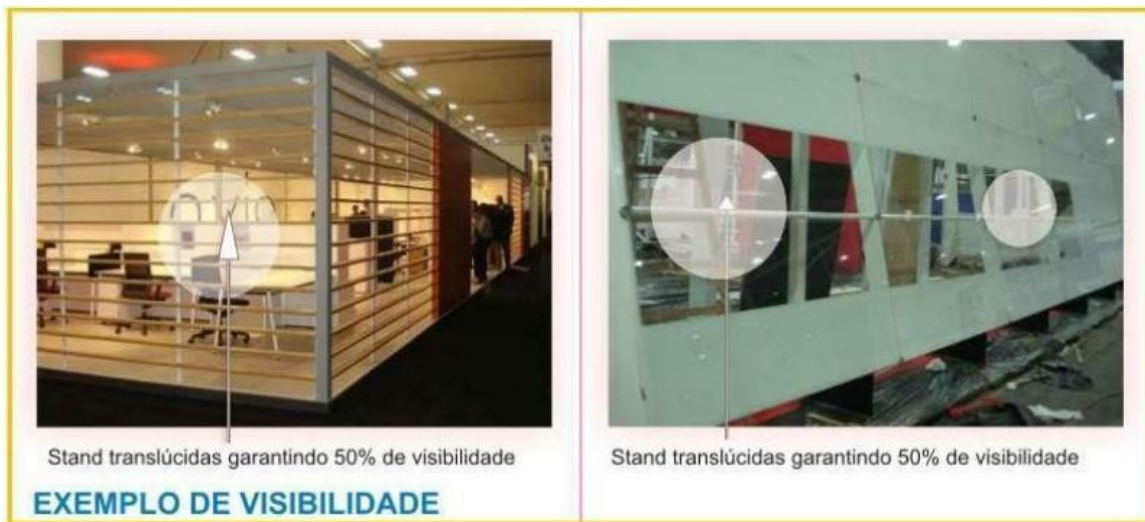 Stand translúcidas garantindo 50% de visibilidade
Stand translúcidas garantindo 50% de visibilidade
EXEMPLO DE VISIBILIDADE